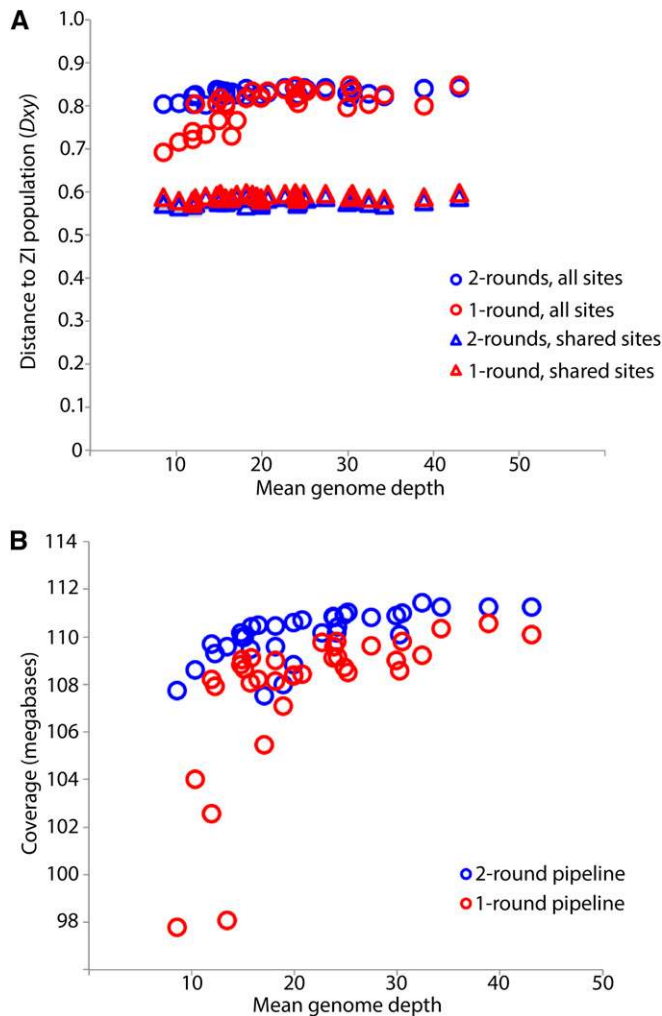 A
1.0
0.9
0.8
0.7
0.6
0.5
0.4
0.3
0.2
0.1
0
Distance to ZI population (Dxy)
2-rounds, all sites
1-round, all sites
2-rounds, shared sites
1-round, shared sites
10 20 30 40 50
Mean genome depth
B
114
112
110
108
106
104
102
100
98
Coverage (megabases)
2-round pipeline
1-round pipeline
10 20 30 40 50
Mean genome depth